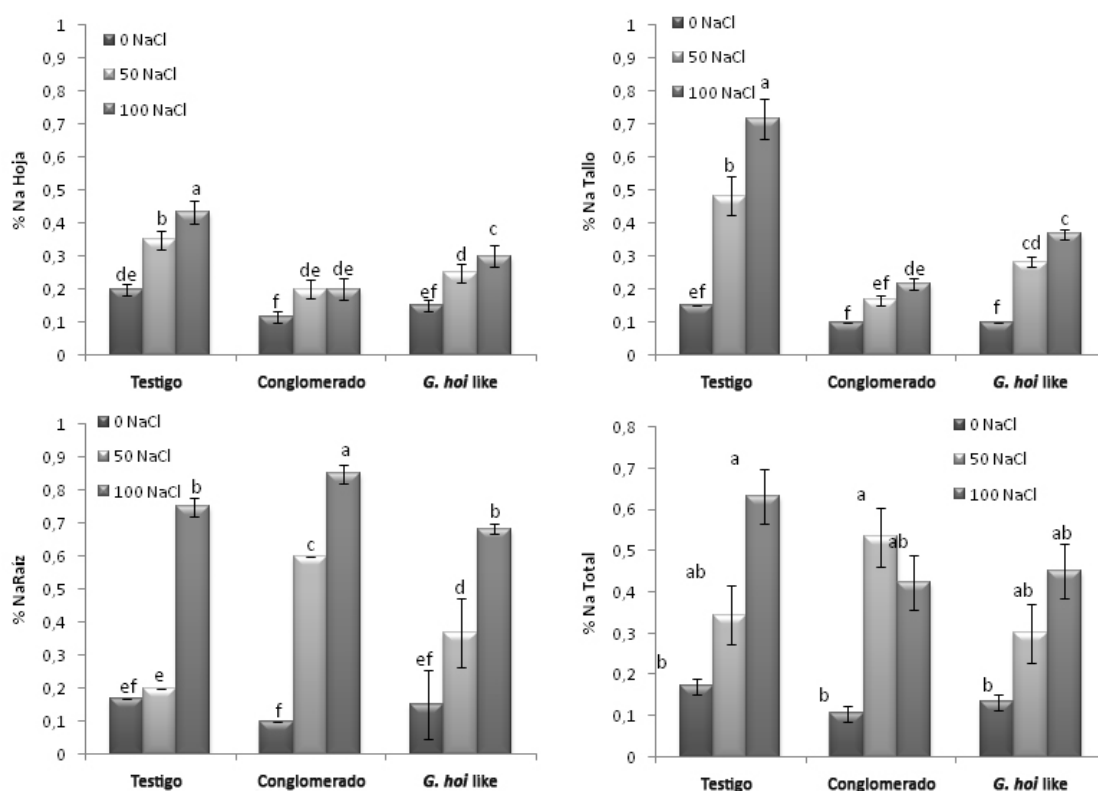 1
0,9
0,8
0,7
0,6
0,5
0,4
0,3
0,2
0,1
0
% Na Hoja
0 NaCl
50 NaCl
100 NaCl
de
b
a
f
de
de
ef
d
c
Testigo
Conglomerado
G. hoi like
1
0,9
0,8
0,7
0,6
0,5
0,4
0,3
0,2
0,1
0
% Na Tallo
0 NaCl
50 NaCl
100 NaCl
ef
b
a
f
ef
de
f
cd
c
Testigo
Conglomerado
G. hoi like
1
0,9
0,8
0,7
0,6
0,5
0,4
0,3
0,2
0,1
0
% NaRaíz
0 NaCl
50 NaCl
100 NaCl
ef
e
b
f
c
a
ef
d
b
Testigo
Conglomerado
G. hoi like
0,8
0,7
0,6
0,5
0,4
0,3
0,2
0,1
0
% Na Total
0 NaCl
50 NaCl
100 NaCl
b
ab
a
b
a
ab
b
ab
ab
Testigo
Conglomerado
G. hoi like